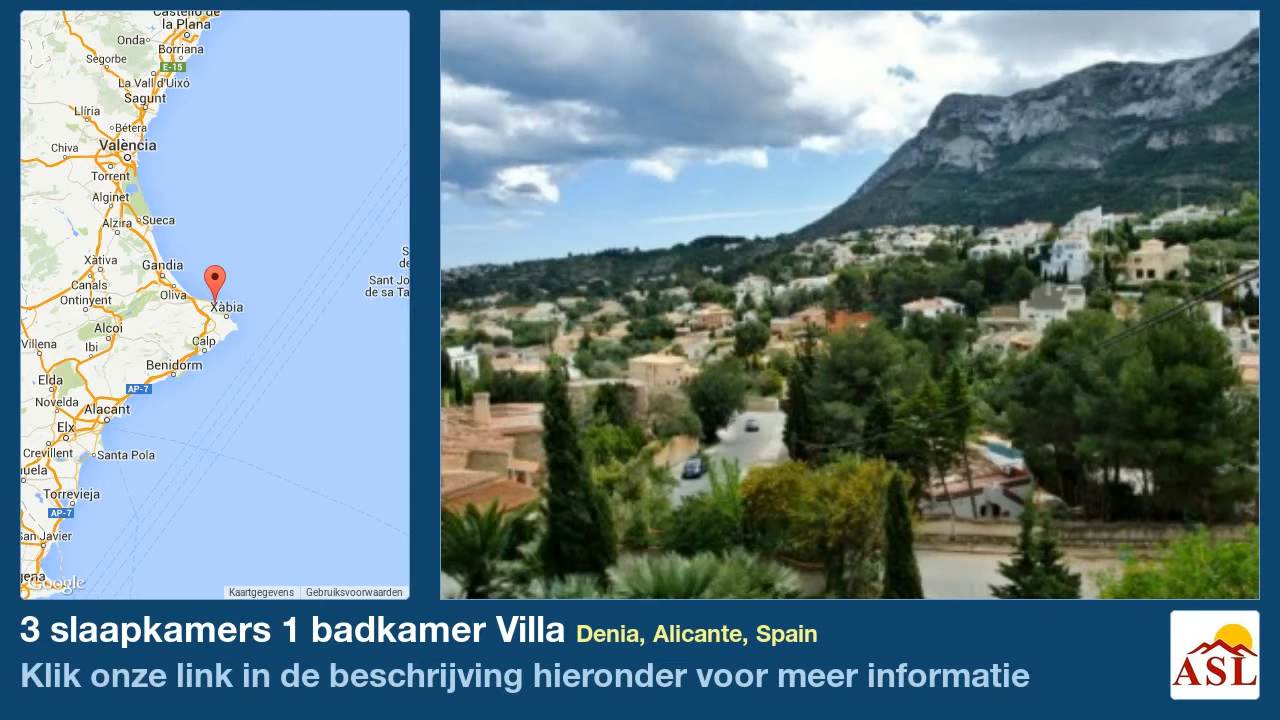 Castelló de
la Plana
Onda
Borriana
Segorbe
E-15
La Vall d'Uixó
Sagunt
Llíria
Bétera
Chiva
València
Torrent
Alginet
Alzira
Sueca
Xàtiva
Gandia
Canals
Ontinyent
Oliva
Xàbia
Alcoi
Villena
Ibi
Calp
Benidorm
Elda
AP-7
Novelda
Alacant
Elx
Crevillent
Santa Pola
Torrevieja
AP-7
San Javier
Sant Jo
de sa Ta
Google
Kaartgegevens Gebruiksvoorwaarden
3 slaapkamers 1 badkamer Villa Denia, Alicante, Spain
Klik onze link in de beschrijving hieronder voor meer informatie
ASL